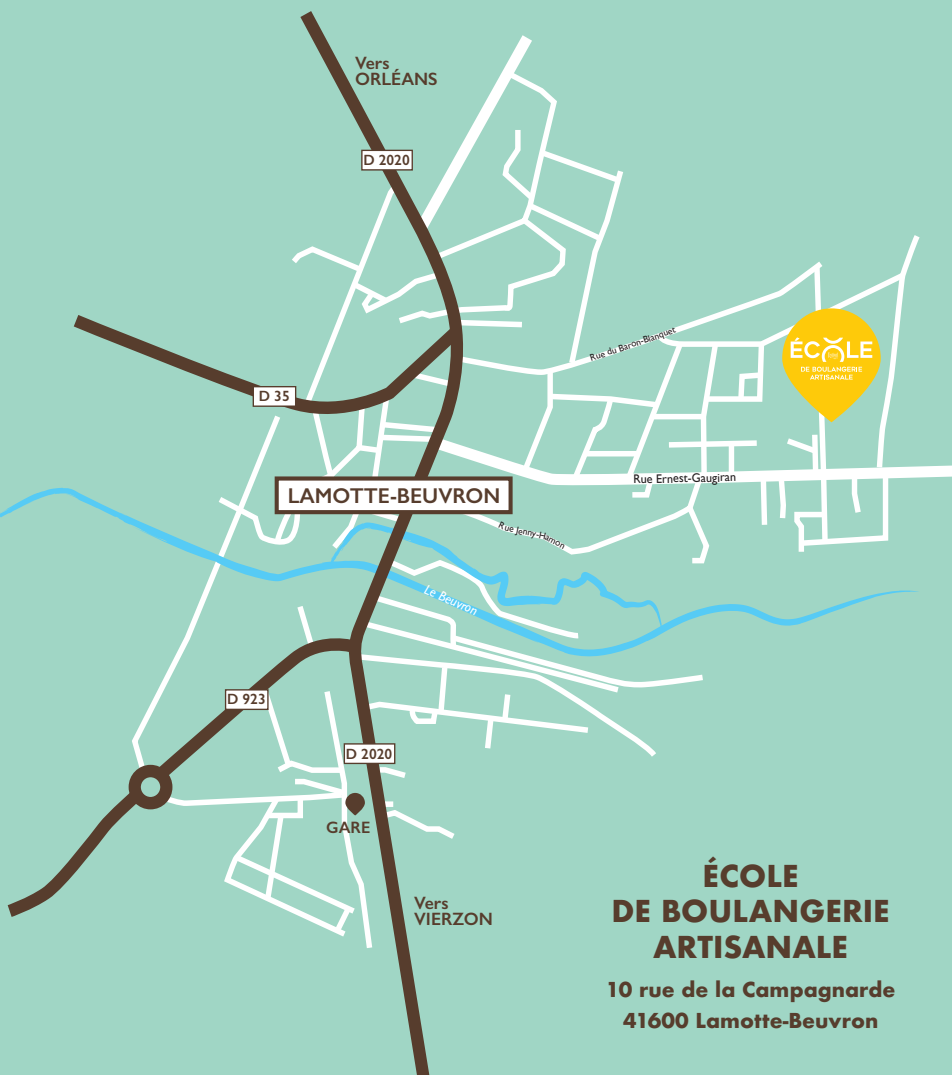 Vers
ORLÉANS
D 2020
Rue du Baron-Blanquet
ÉCOLE
DE BOULANGERIE
ARTISANALE
D 35
Rue Ernest-Gaugiran
LAMOTTE-BEUVRON
Rue Jenny-Hamon
Le Beuvron
D 923
D 2020
GARE
Vers
VIERZON
ÉCOLE
DE BOULANGERIE
ARTISANALE
10 rue de la Campagnarde
41600 Lamotte-Beuvron